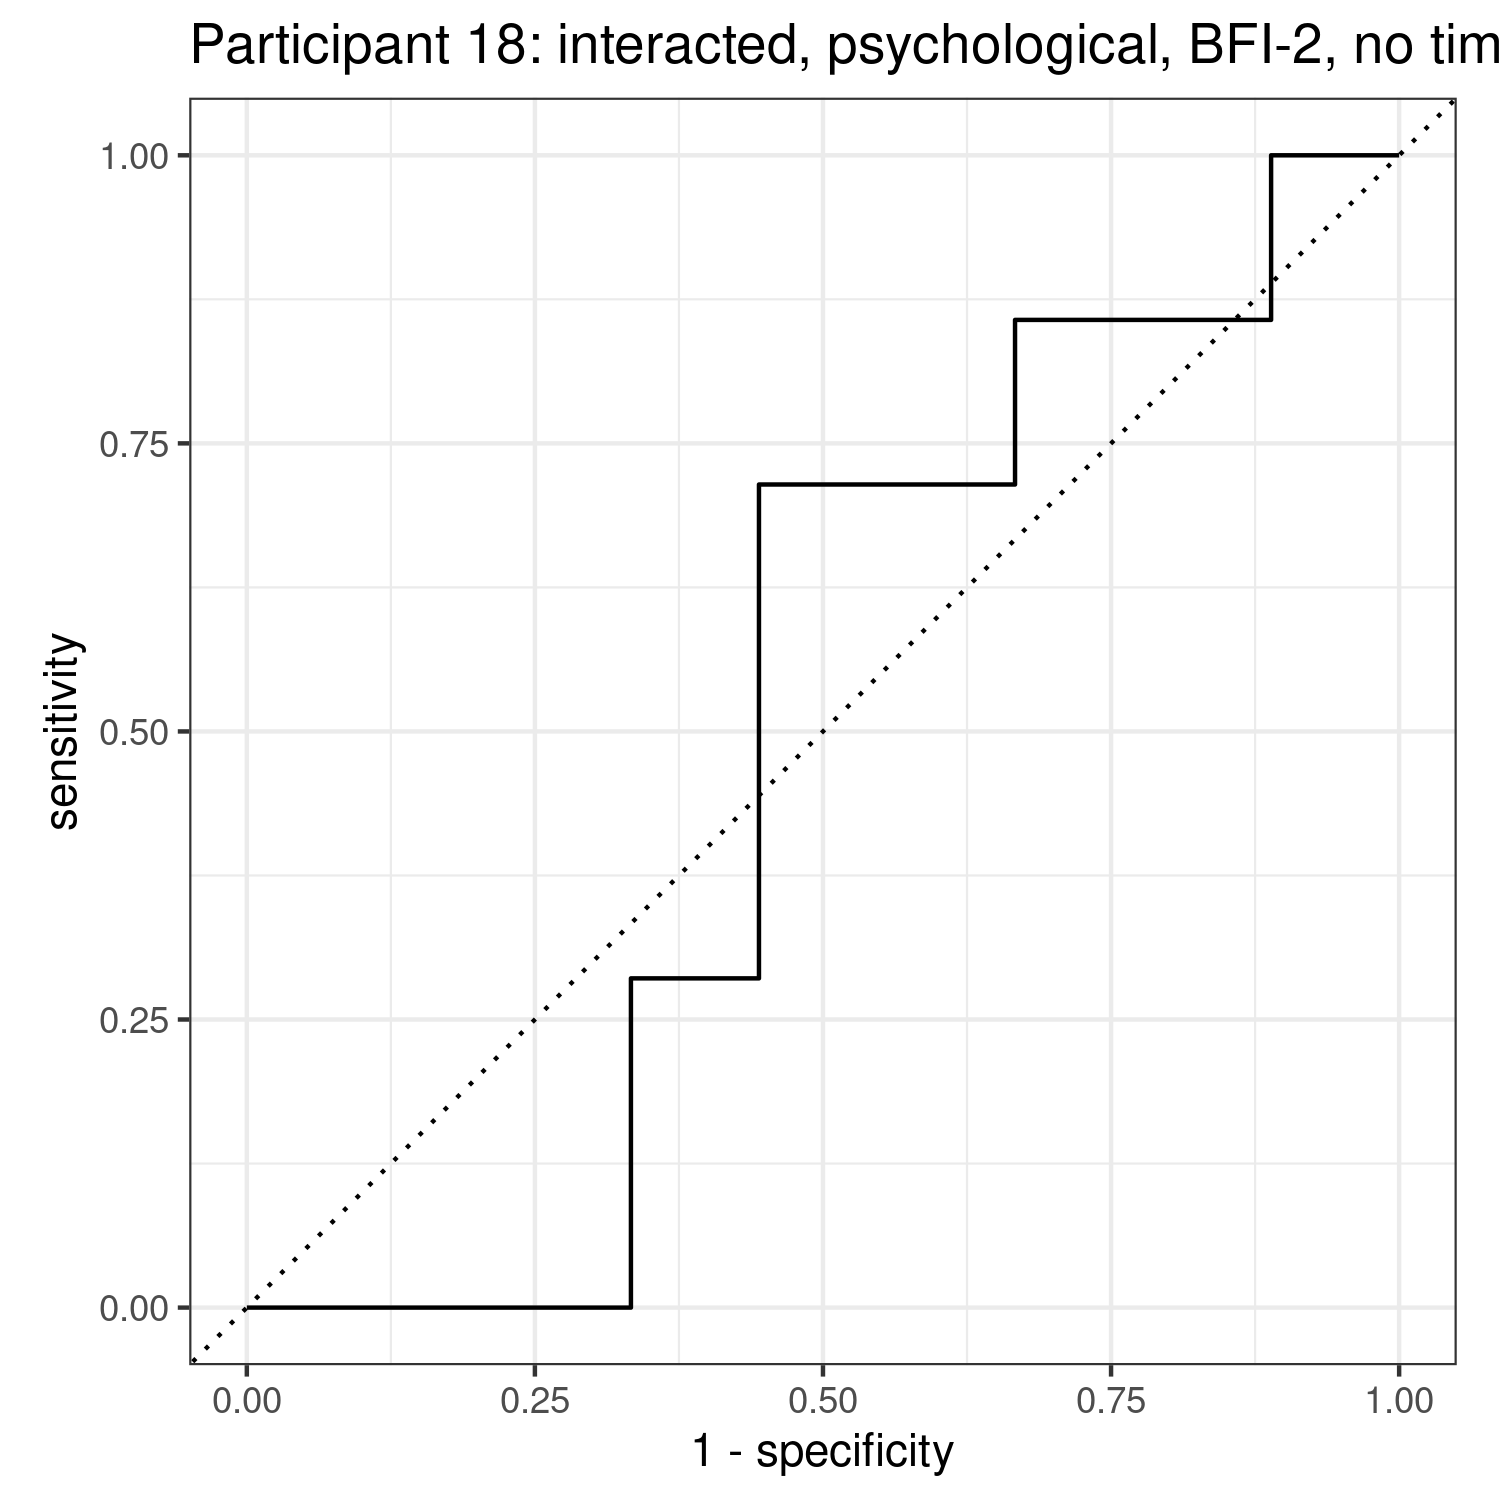 Participant 18: interacted, psychological, BFI-2, no tim
1.00
0.75
0.50
0.25
0.00
sensitivity
0.00 0.25 0.50 0.75 1.00
1 - specificity